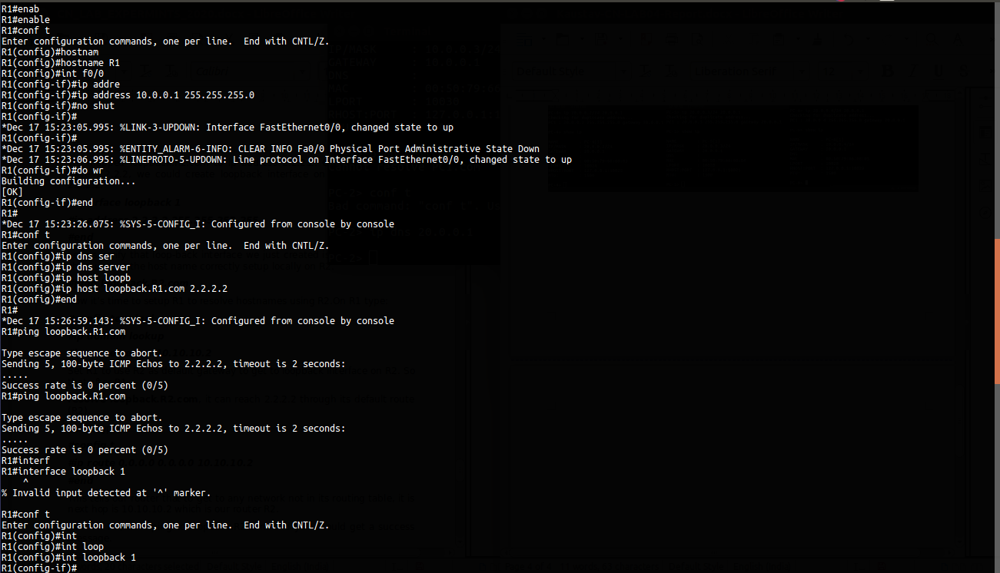 R1#enab
R1#enable
R1#conf t
Enter configuration commands, one per line.  End with CNTL/Z.
R1(config)#hostnam
R1(config)#hostname R1
R1(config)#int f0/0
R1(config-if)#ip addre
R1(config-if)#ip address 10.0.0.1 255.255.255.0
R1(config-if)#no shut
R1(config-if)#
*Dec 17 15:23:05.995: %LINK-3-UPDOWN: Interface FastEthernet0/0, changed state to up
R1(config-if)#
*Dec 17 15:23:05.995: %ENTITY_ALARM-6-INFO: CLEAR INFO Fa0/0 Physical Port Administrative State Down
*Dec 17 15:23:06.995: %LINEPROTO-5-UPDOWN: Line protocol on Interface FastEthernet0/0, changed state to up
R1(config-if)#do wr
Building configuration...
[OK]
R1(config-if)#end
R1#
*Dec 17 15:23:26.075: %SYS-5-CONFIG_I: Configured from console by console
R1#conf t
Enter configuration commands, one per line.  End with CNTL/Z.
R1(config)#ip dns ser
R1(config)#ip dns server
R1(config)#ip host loopb
R1(config)#ip host loopback.R1.com 2.2.2.2
R1(config)#end
R1#
*Dec 17 15:26:59.143: %SYS-5-CONFIG_I: Configured from console by console
R1#ping loopback.R1.com

Type escape sequence to abort.
Sending 5, 100-byte ICMP Echos to 2.2.2.2, timeout is 2 seconds:
.....
Success rate is 0 percent (0/5)
R1#ping loopback.R1.com

Type escape sequence to abort.
Sending 5, 100-byte ICMP Echos to 2.2.2.2, timeout is 2 seconds:
.....
Success rate is 0 percent (0/5)
R1#interf
R1#interface loopback 1
    ^
% Invalid input detected at '^' marker.

R1#conf t
Enter configuration commands, one per line.  End with CNTL/Z.
R1(config)#int
R1(config)#int loop
R1(config)#int loopback 1
R1(config-if)#